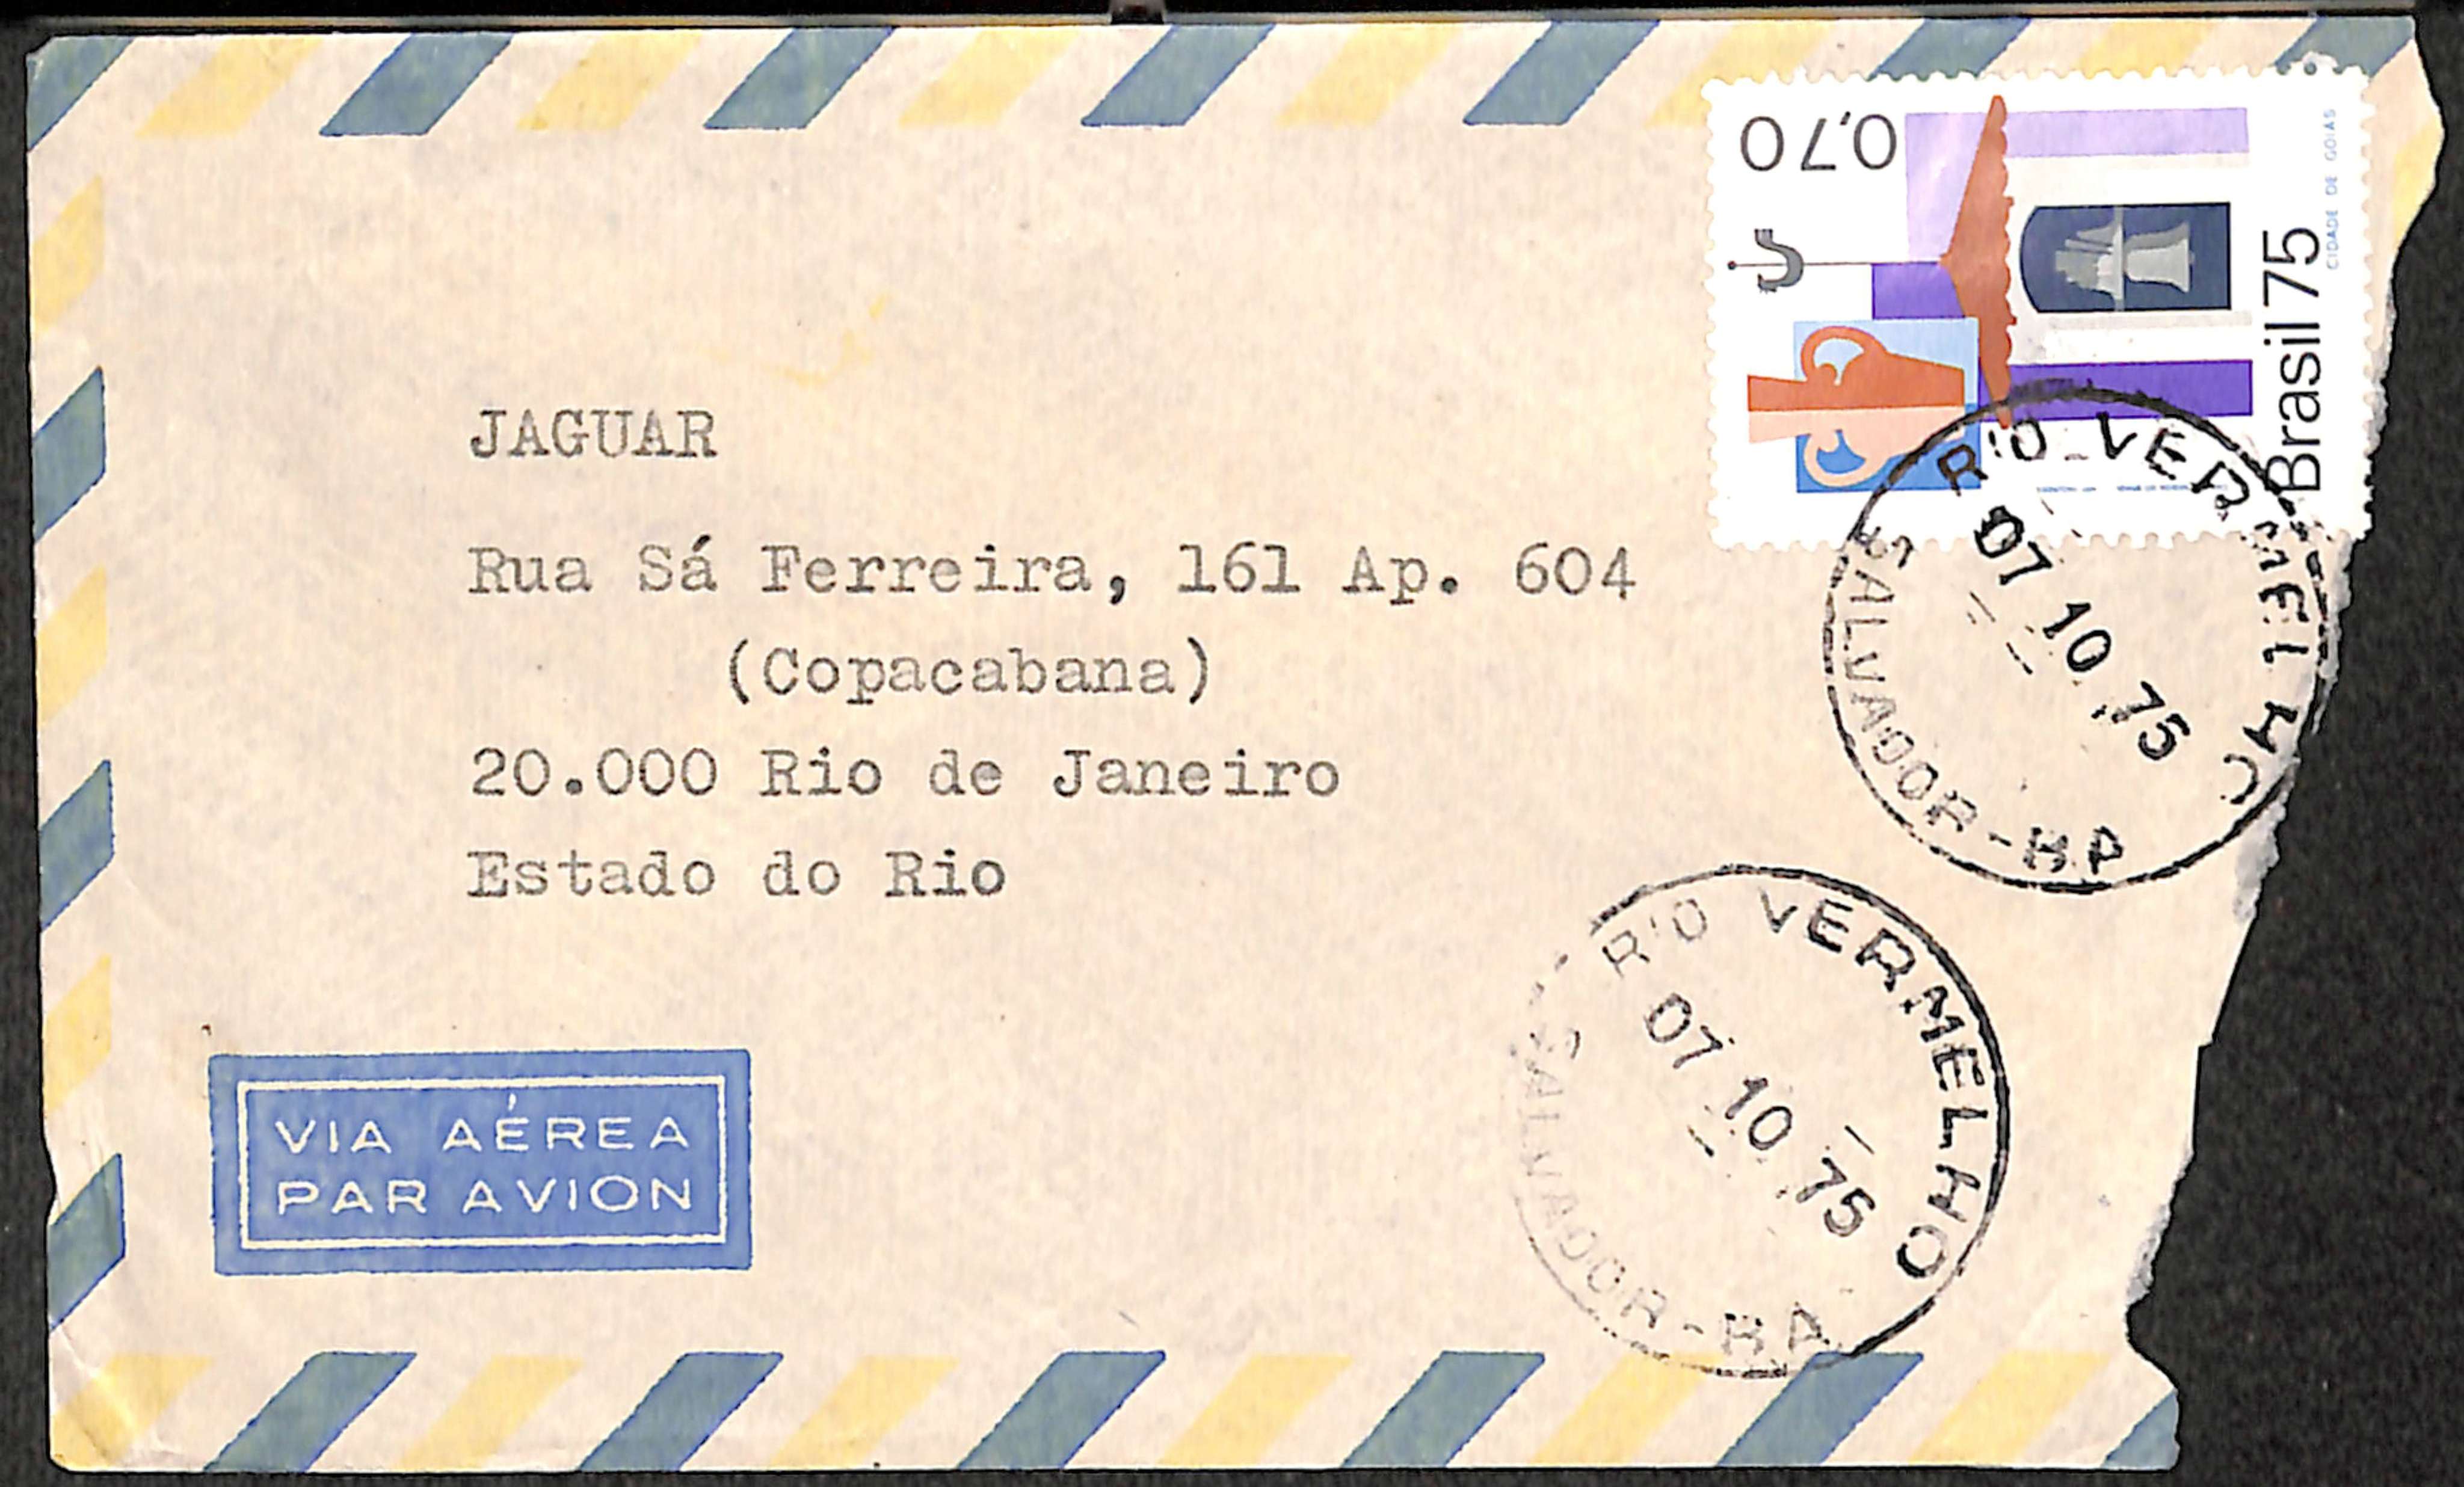 0,70
Brasil 75
CIDADE DE GOIÁS
JAGUAR
Rua Sá Ferreira, 161 Ap. 604
(Copacabana)
20.000 Rio de Janeiro
Estado do Rio
RIO VERMELHO
07 10 75
SALVADOR-BA
RIO VERMELHO
07 10 75
SALVADOR-BA
VIA AÉREA
PAR AVION